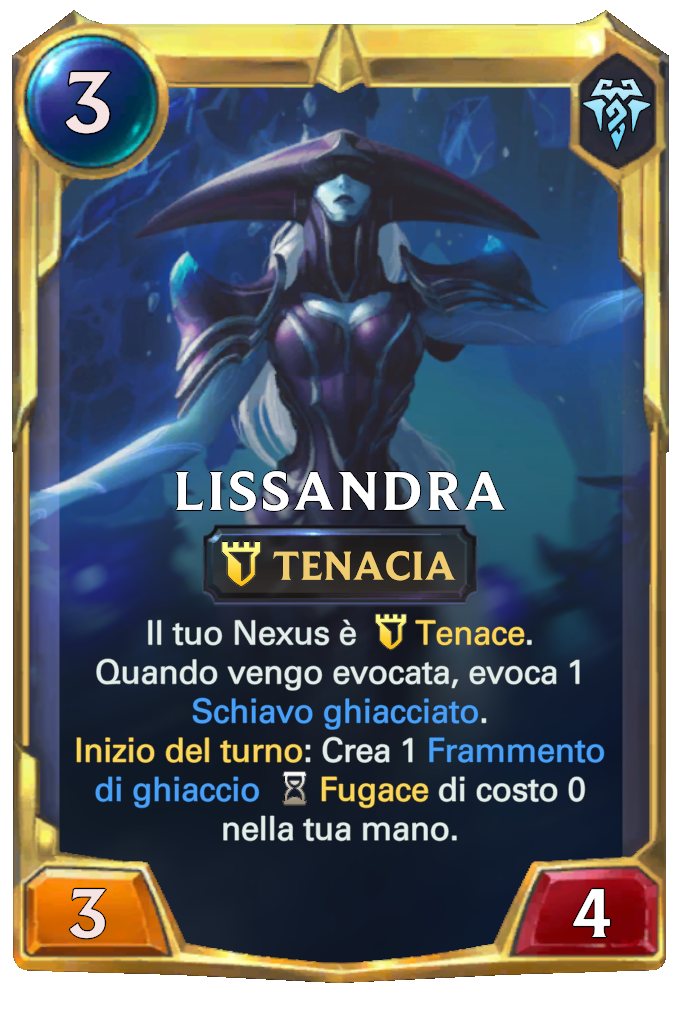 3
LISSANDRA
TENACIA
Il tuo Nexus è Tenace.
Quando vengo evocata, evoca 1
Schiavo ghiacciato.
Inizio del turno: Crea 1 Frammento
di ghiaccio Fugace di costo 0
nella tua mano.
3
4